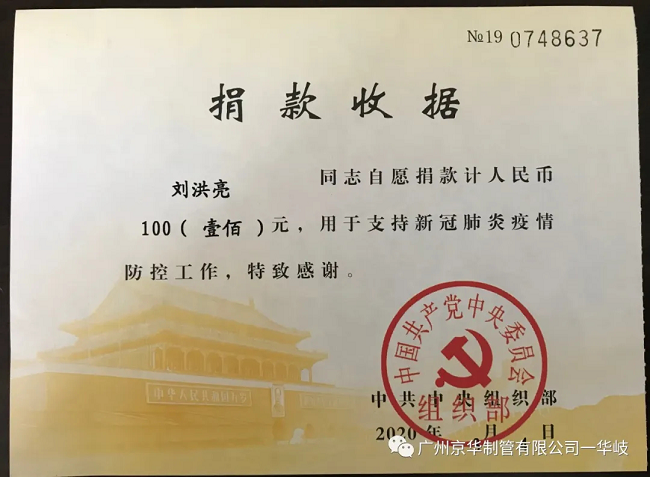 №19 0748637
捐款收据
刘洪亮 同志自愿捐款计人民币
100（ 壹佰 ）元，用于支持新冠肺炎疫情
防控工作，特致感谢。
中国共产党中央委员会
组织部
中共中央组织部
2020 年 月 日
广州京华制管有限公司一华岐